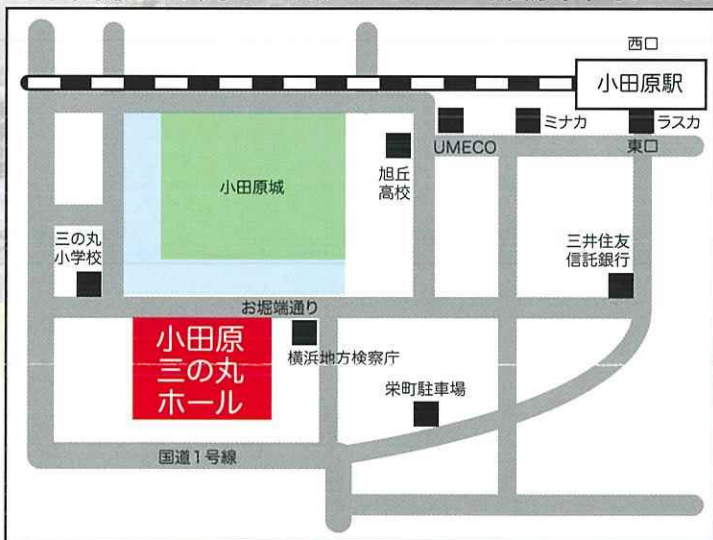 西口
小田原駅
ミナカ
ラスカ
UMECO
東口
旭丘
高校
小田原城
三の丸
小学校
三井住友
信託銀行
お堀端通り
小田原
三の丸
ホール
横浜地方検察庁
栄町駐車場
国道1号線